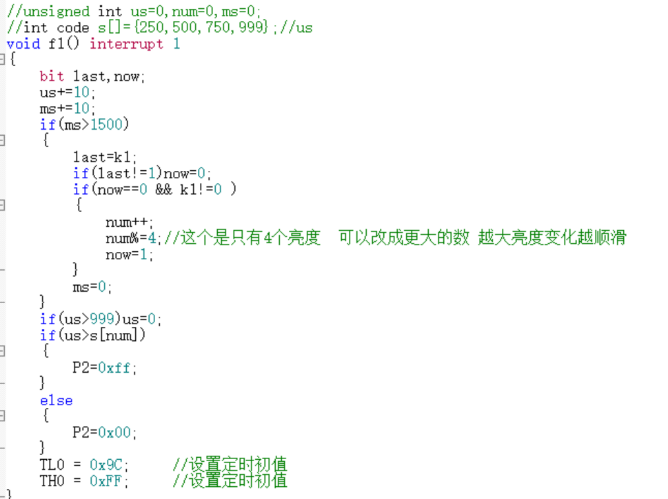 //unsigned int us=0,num=0,ms=0;
//int code s[]={250,500,750,999};//us
void f1() interrupt 1
{
bit last,now;
us+=10;
ms+=10;
if(ms>1500)
{
last=k1;
if(last!=1)now=0;
if(now==0 && k1!=0 )
{
num++;
num%=4;//这个是只有4个亮度  可以改成更大的数 越大亮度变化越顺滑
now=1;
}
ms=0;
}
if(us>999)us=0;
if(us>s[num])
{
P2=0xff;
}
else
{
P2=0x00;
}
TL0 = 0x9C;    //设置定时初值
TH0 = 0xFF;    //设置定时初值
}